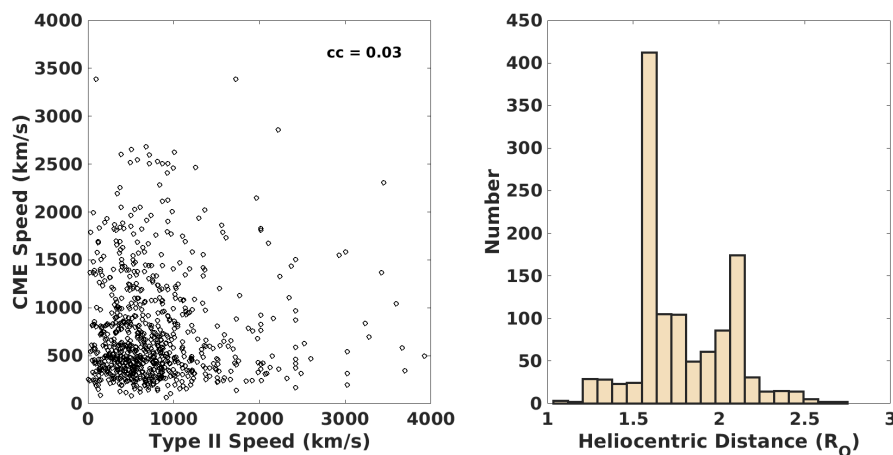 4000
3500
3000
2500
2000
1500
1000
500
0
CME Speed (km/s)
cc = 0.03
0 1000 2000 3000 4000
Type II Speed (km/s)
450
400
350
300
250
200
150
100
50
0
Number
1 1.5 2 2.5 3
Heliocentric Distance (R_O)